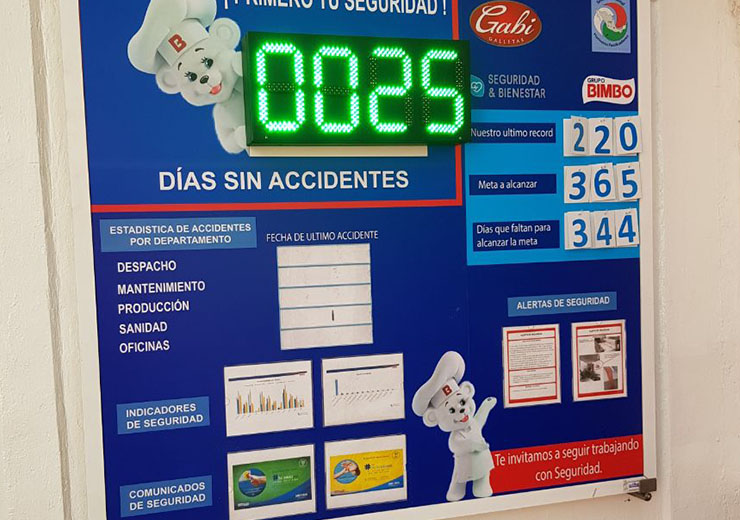 ¡PRIMERO TU SEGURIDAD !
0025
DÍAS SIN ACCIDENTES
Gabi
GALLETAS
SEGURIDAD
& BIENESTAR
GRUPO
BIMBO
Nuestro ultimo record 220
Meta a alcanzar 365
Días que faltan para
alcanzar la meta 344
ESTADISTICA DE ACCIDENTES
POR DEPARTAMENTO
FECHA DE ULTIMO ACCIDENTE
DESPACHO
MANTENIMIENTO
PRODUCCIÓN
SANIDAD
OFICINAS
ALERTAS DE SEGURIDAD
INDICADORES
DE SEGURIDAD
COMUNICADOS
DE SEGURIDAD
B
B
Te invitamos a seguir trabajando
con Seguridad.